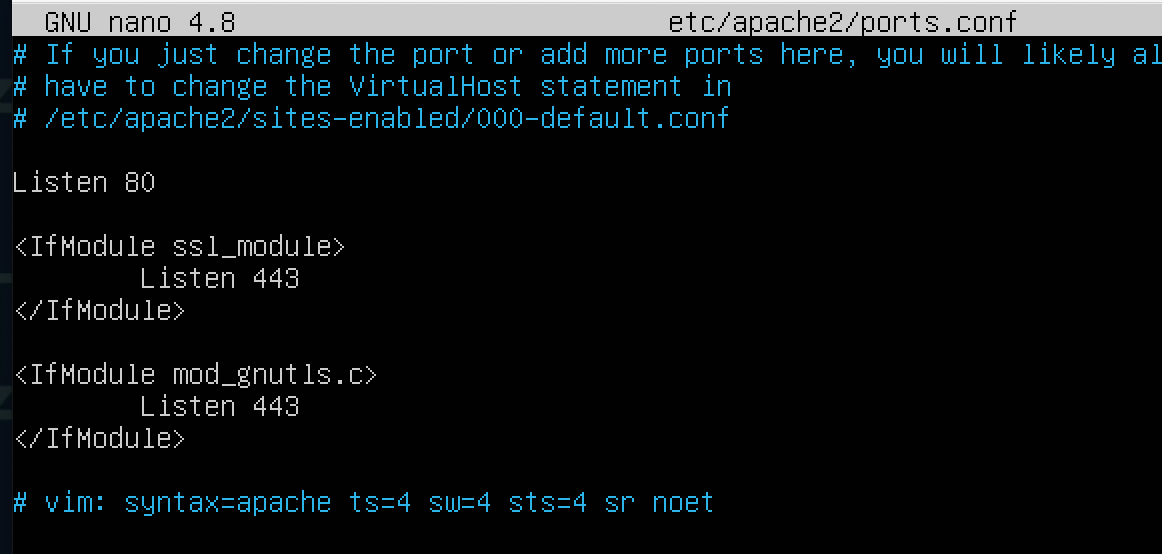 GNU nano 4.8 etc/apache2/ports.conf
# If you just change the port or add more ports here, you will likely al
# have to change the VirtualHost statement in
# /etc/apache2/sites-enabled/000-default.conf
Listen 80
<IfModule ssl_module>
Listen 443
</IfModule>
<IfModule mod_gnutls.c>
Listen 443
</IfModule>
# vim: syntax=apache ts=4 sw=4 sts=4 sr noet